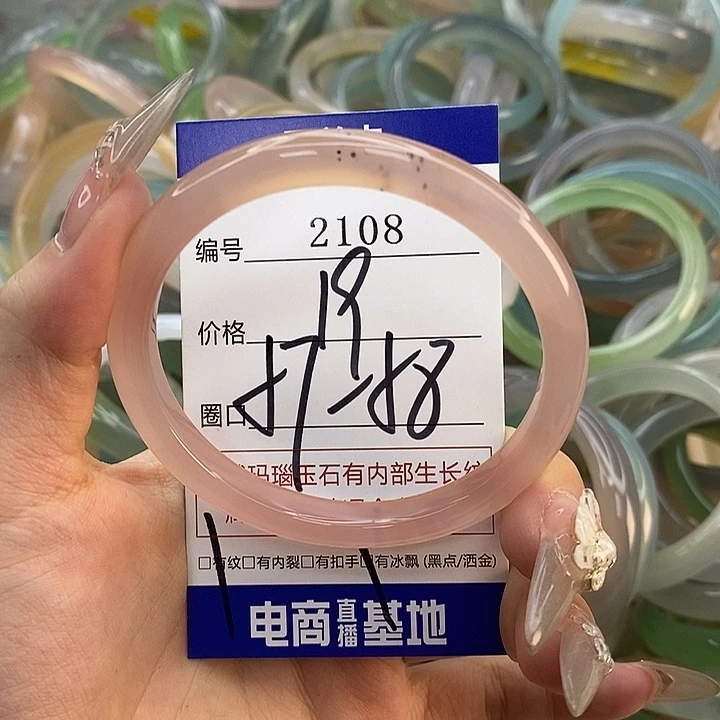 编号 2108
价格 18
圈口 57-58
玛瑙玉石有内部生长纹
□有纹□有内裂□有扣手□有冰飘 (黑点/洒金)
电商直播基地